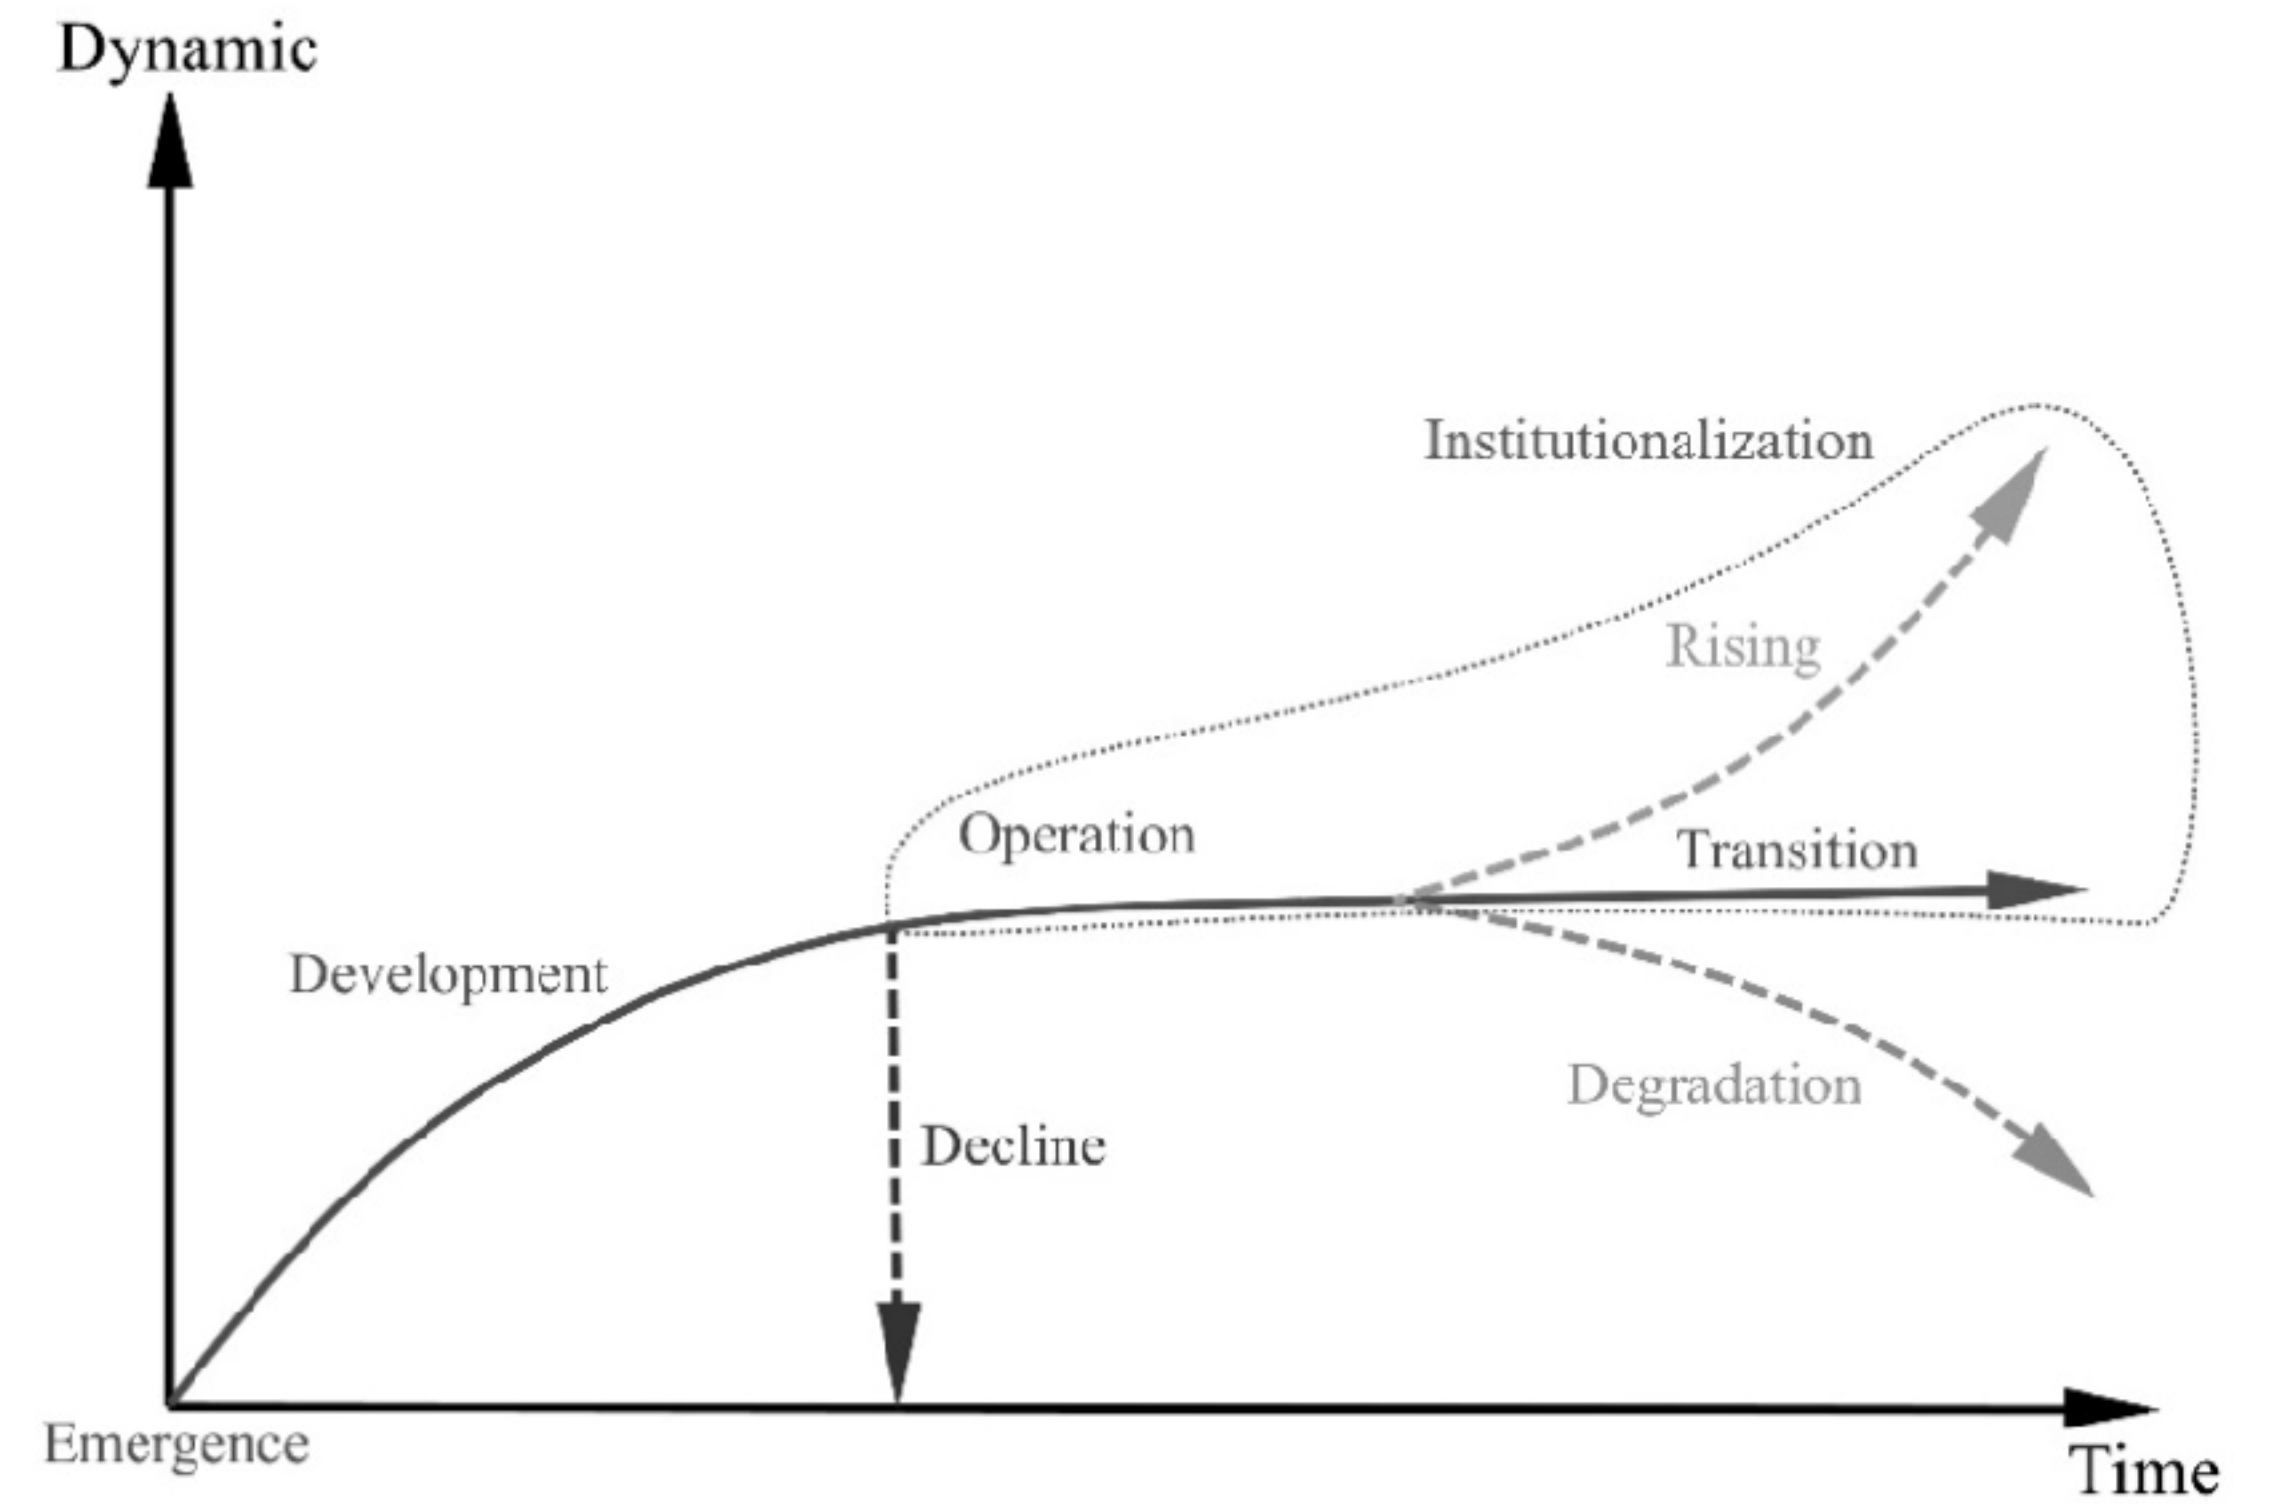 Dynamic
Institutionalization
Rising
Operation
Transition
Development
Degradation
Decline
Emergence
Time